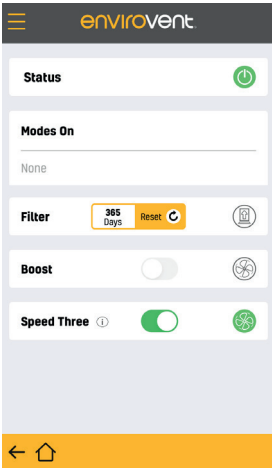 envirovent
Status
Modes On
None
Filter
365
Days
Reset
Boost
Speed Three